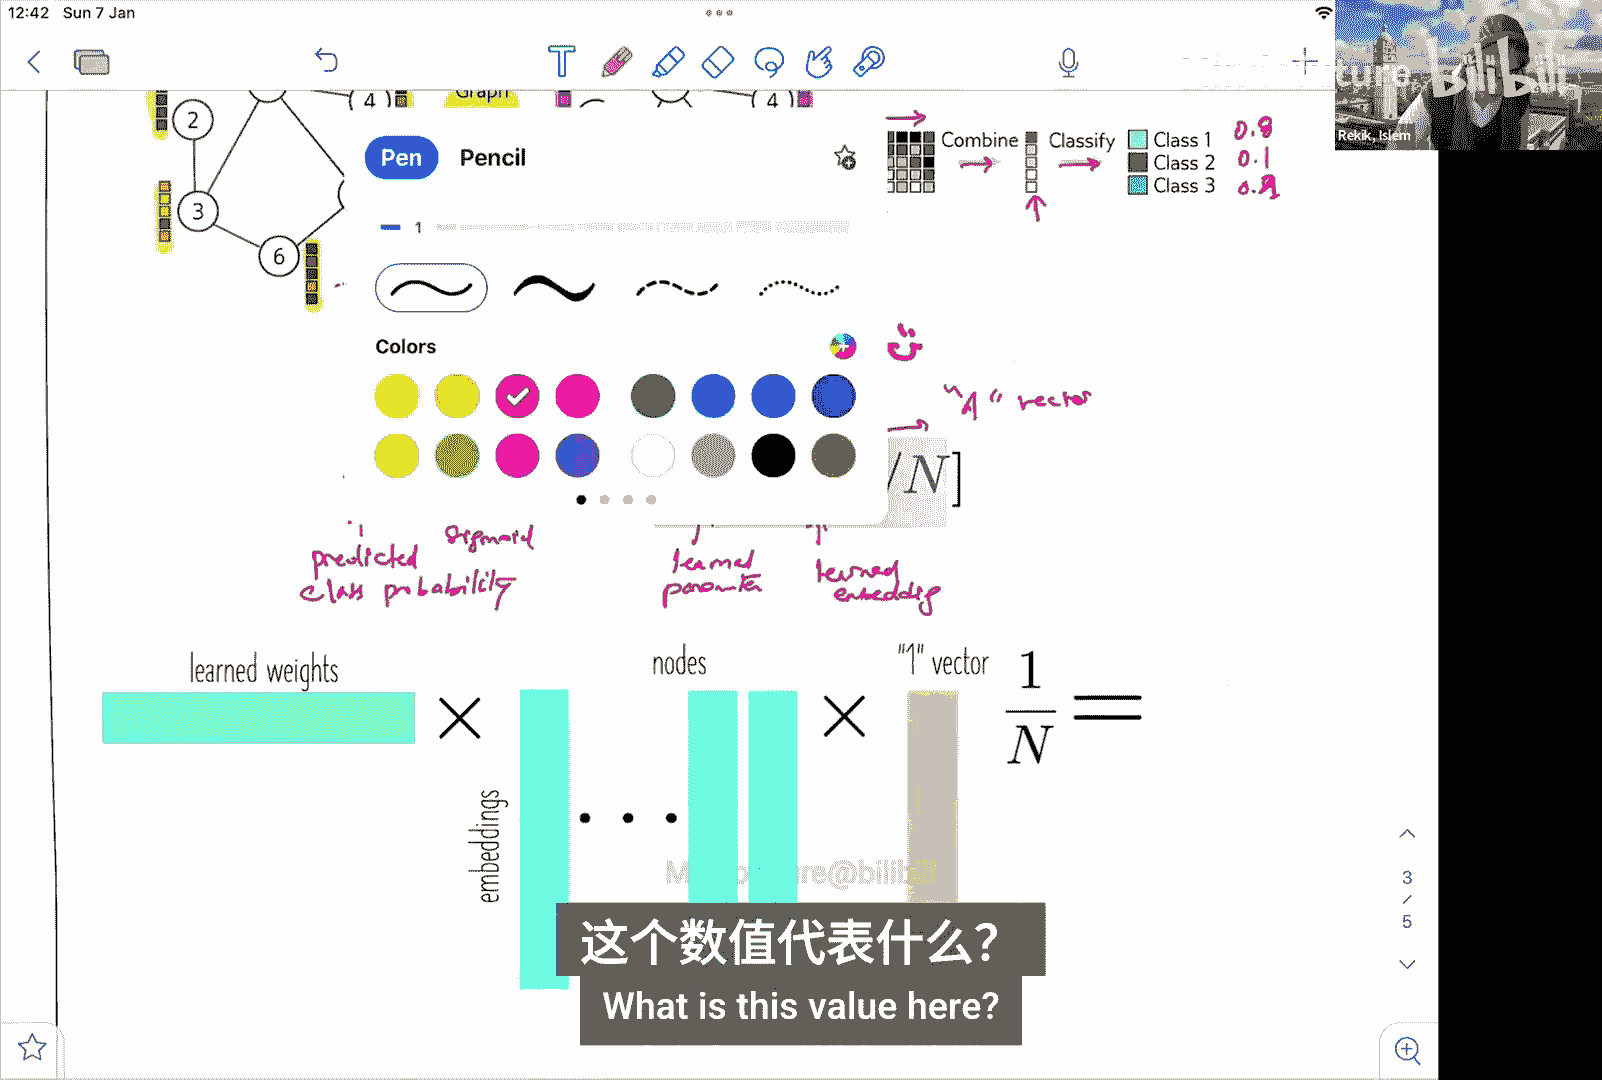 12:42 Sun 7 Jan
ture bilibili
Rekik, Islem
2
4
Graph
4
3
6
Pen Pencil
1
Colors
Combine
Classify
Class 1 0.8
Class 2 0.1
Class 3
"1" vector
/N]
predicted
class probability
sigmoid
learned
parameter
learned
embedding
learned weights
×
nodes
embeddings
×
"1" vector
1
N
=
@bilib
3
/
5
这个数值代表什么？
What is this value here?